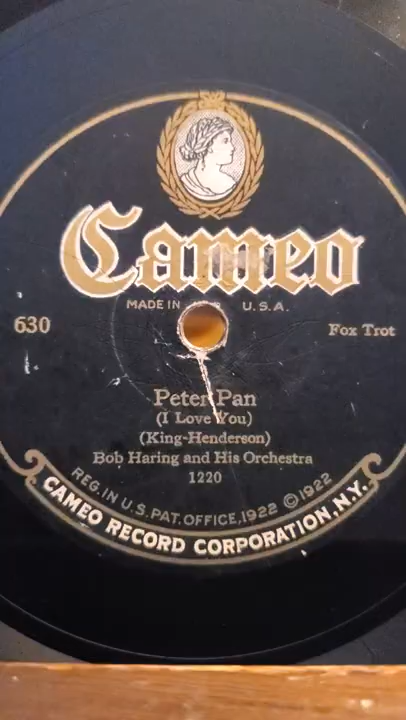 Cameo
MADE IN U.S.A.
630
Fox Trot
Peter Pan
(I Love You)
(King-Henderson)
Bob Haring and His Orchestra
1220
REG. IN U.S. PAT. OFFICE, 1922 © 1922
CAMEO RECORD CORPORATION, N.Y.